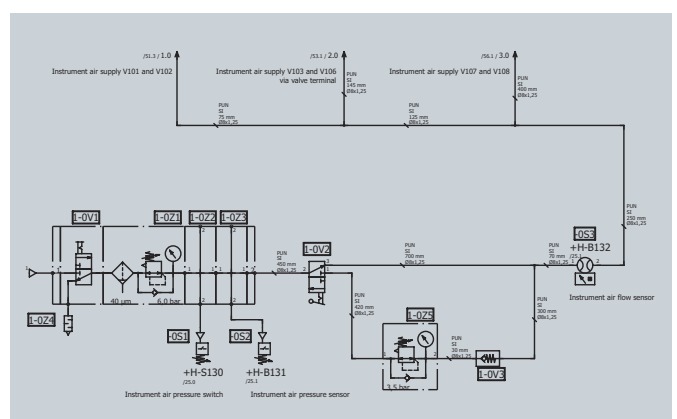 /S1.3 / 1.0
/S3.1 / 2.0
/S6.1 / 3.0
Instrument air supply V101 and V102
Instrument air supply V103 and V106
via valve terminal
Instrument air supply V107 and V108
PUN
SI
145 mm
Ø8x1,25
PUN
SI
400 mm
Ø8x1,25
PUN
SI
75 mm
Ø8x1,25
PUN
SI
125 mm
Ø8x1,25
PUN
SI
250 mm
Ø8x1,25
1-0V1
1-0Z1
1-0Z2
1-0Z3
1-0V2
-0S3
+H-B132
/25.1
1
2
Instrument air flow sensor
PUN
SI
450 mm
Ø8x1,25
PUN
SI
700 mm
Ø8x1,25
PUN
SI
70 mm
Ø8x1,25
PUN
SI
420 mm
Ø8x1,25
PUN
SI
300 mm
Ø8x1,25
40 µm
6,0 bar
1-0Z4
1-0Z5
-0S1
-0S2
PUN
SI
30 mm
Ø8x1,25
1-0V3
3,5 bar
+H-S130
/25.0
+H-B131
/25.1
Instrument air pressure switch
Instrument air pressure sensor